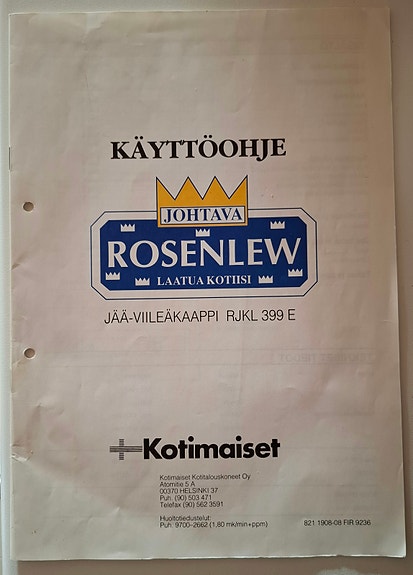 KÄYTTÖOHJE
JOHTAVA
ROSENLEW
LAATUA KOTIISI
JÄÄ-VIILEÄKAAPPI RJKL 399 E
Kotimaiset
Kotimaiset Kotitalouskoneet Oy
Atomitie 5 A
00370 HELSINKI 37
Puh. (90) 503 471
Telefax (90) 562 3591
Huoltotiedustelut:
Puh. 9700-2662 (1,80 mk/min+ppm)
821 1908-08 FIR 9236